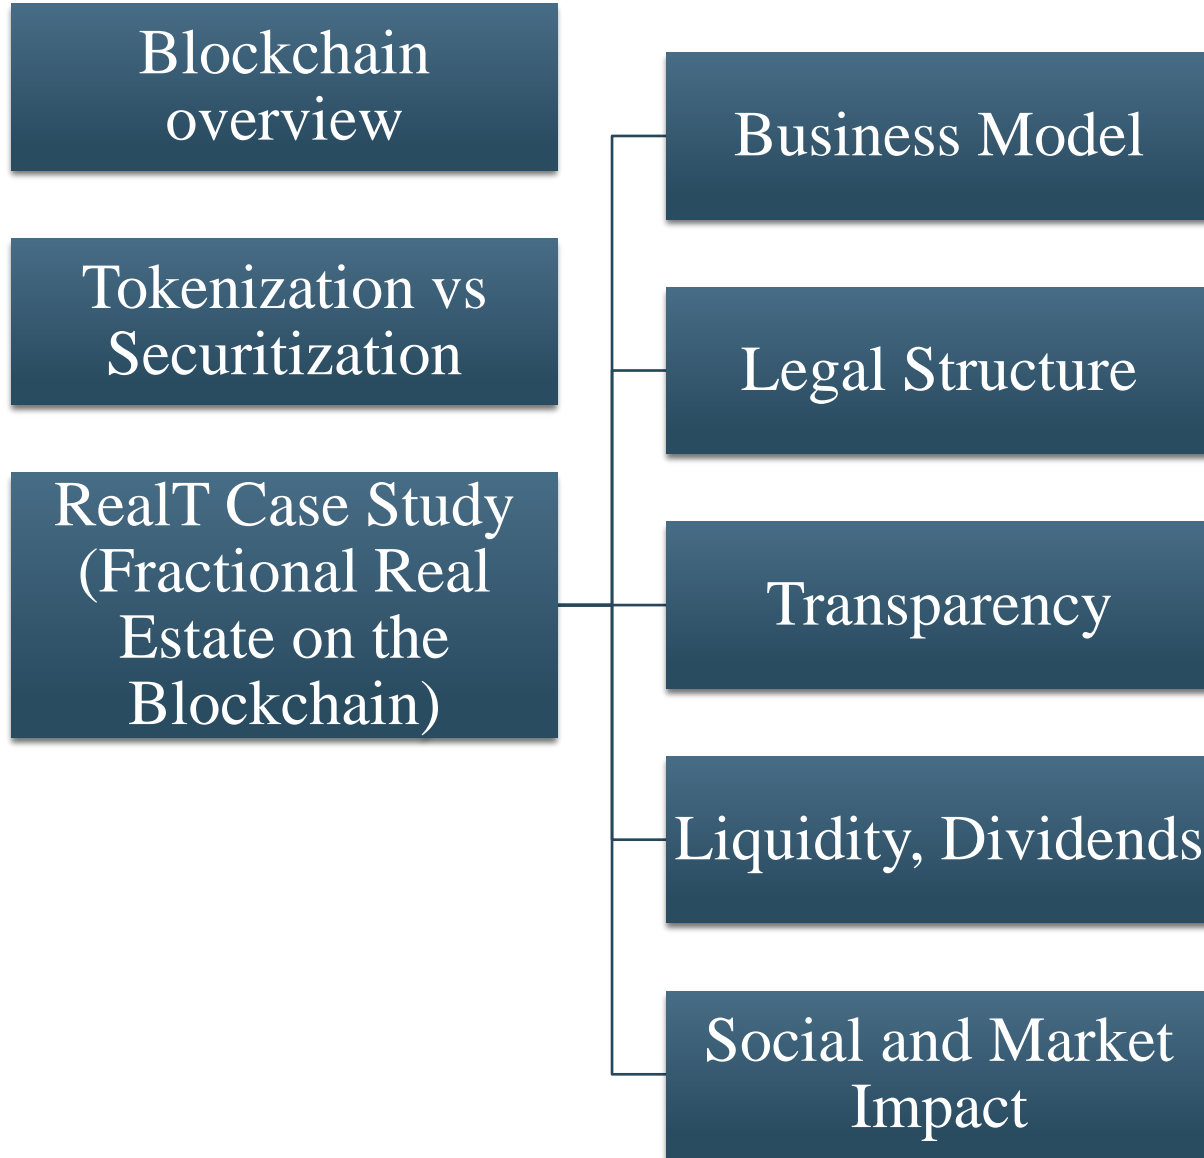 Blockchain
overview
Tokenization vs
Securitization
RealT Case Study
(Fractional Real
Estate on the
Blockchain)
Business Model
Legal Structure
Transparency
Liquidity, Dividends
Social and Market
Impact